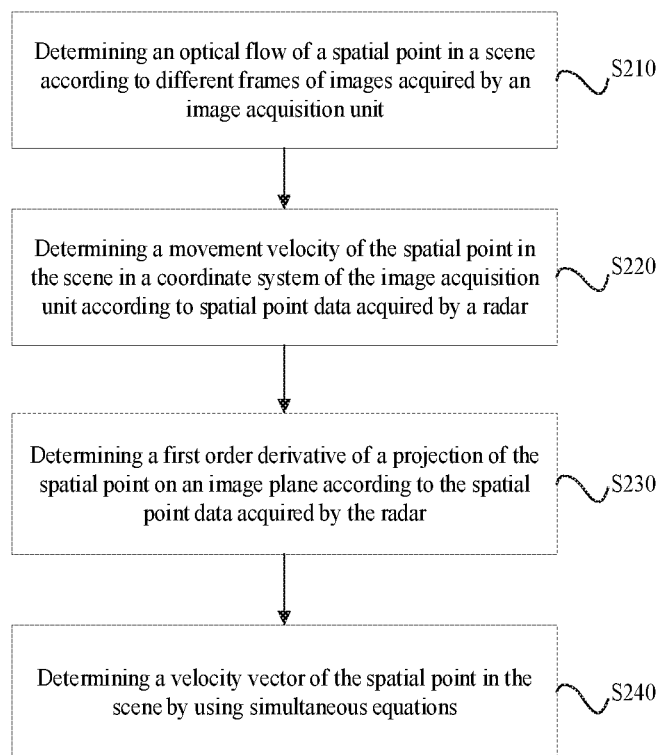 Determining an optical flow of a spatial point in a scene
according to different frames of images acquired by an
image acquisition unit
S210
Determining a movement velocity of the spatial point in
the scene in a coordinate system of the image acquisition
unit according to spatial point data acquired by a radar
S220
Determining a first order derivative of a projection of the
spatial point on an image plane according to the spatial
point data acquired by the radar
S230
Determining a velocity vector of the spatial point in the
scene by using simultaneous equations
S240